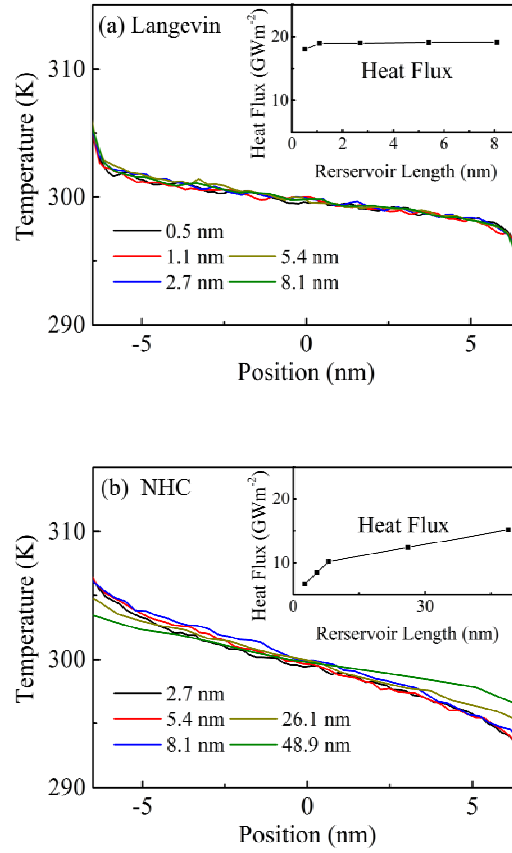 (a) Langevin
315
310
300
290
Temperature (K)
-5
0
5
Position (nm)
0.5 nm
1.1 nm
5.4 nm
2.7 nm
8.1 nm
20
10
Heat Flux (GWm-2)
Heat Flux
0 2 4 6 8
Rerservoir Length (nm)
(b) NHC
310
300
290
Temperature (K)
-5
0
5
Position (nm)
2.7 nm
5.4 nm
26.1 nm
8.1 nm
48.9 nm
20
10
Heat Flux (GWm-2)
Heat Flux
30
Rerservoir Length (nm)